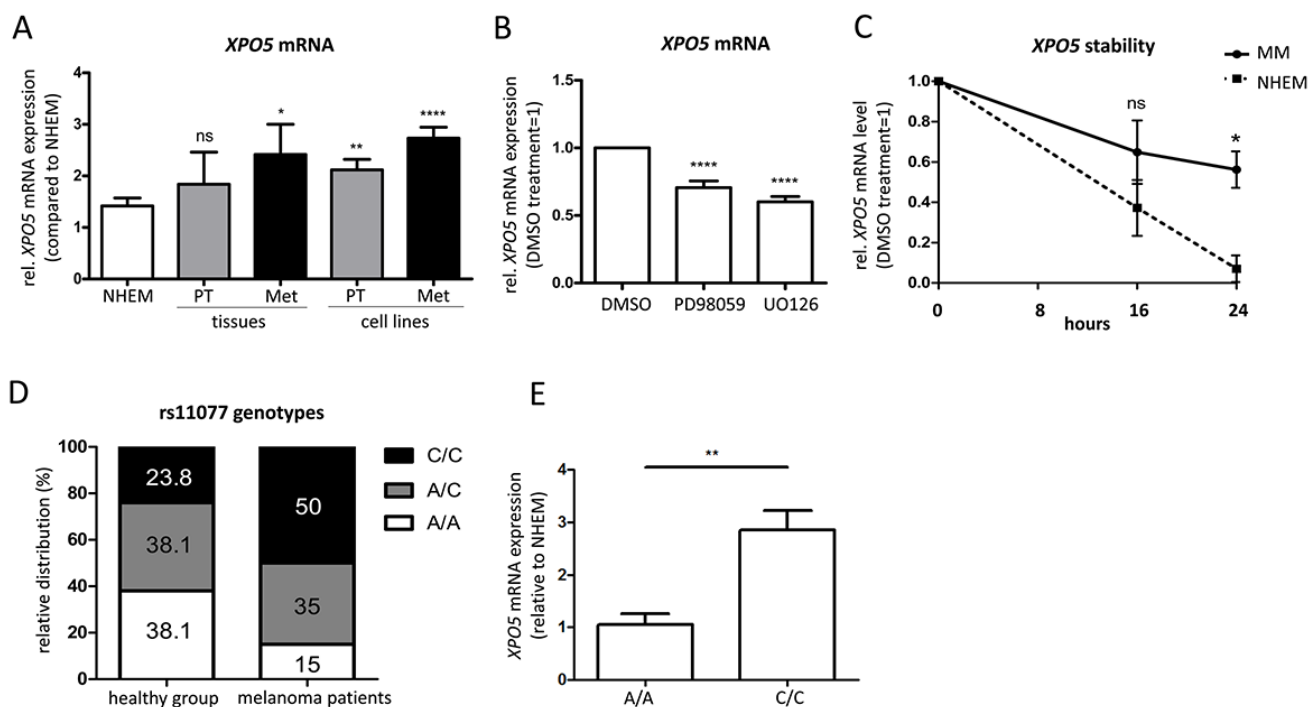 A
XPO5 mRNA
rel. XPO5 mRNA expression
(compared to NHEM)
4
3
2
1
0
ns
*
**
****
NHEM
PT
Met
PT
Met
tissues
cell lines
B
XPO5 mRNA
rel. XPO5 mRNA expression
(DMSO treatment=1)
1.5
1.0
0.5
0.0
****
****
DMSO
PD98059
UO126
C
XPO5 stability
MM
NHEM
rel. XPO5 mRNA level
(DMSO treatment=1)
1.0
0.8
0.6
0.4
0.2
0.0
ns
*
0
8
16
24
hours
D
rs11077 genotypes
relative distribution (%)
100
80
60
40
20
0
23.8
38.1
38.1
50
35
15
healthy group
melanoma patients
C/C
A/C
A/A
E
XPO5 mRNA expression
(relative to NHEM)
4
3
2
1
0
**
A/A
C/C